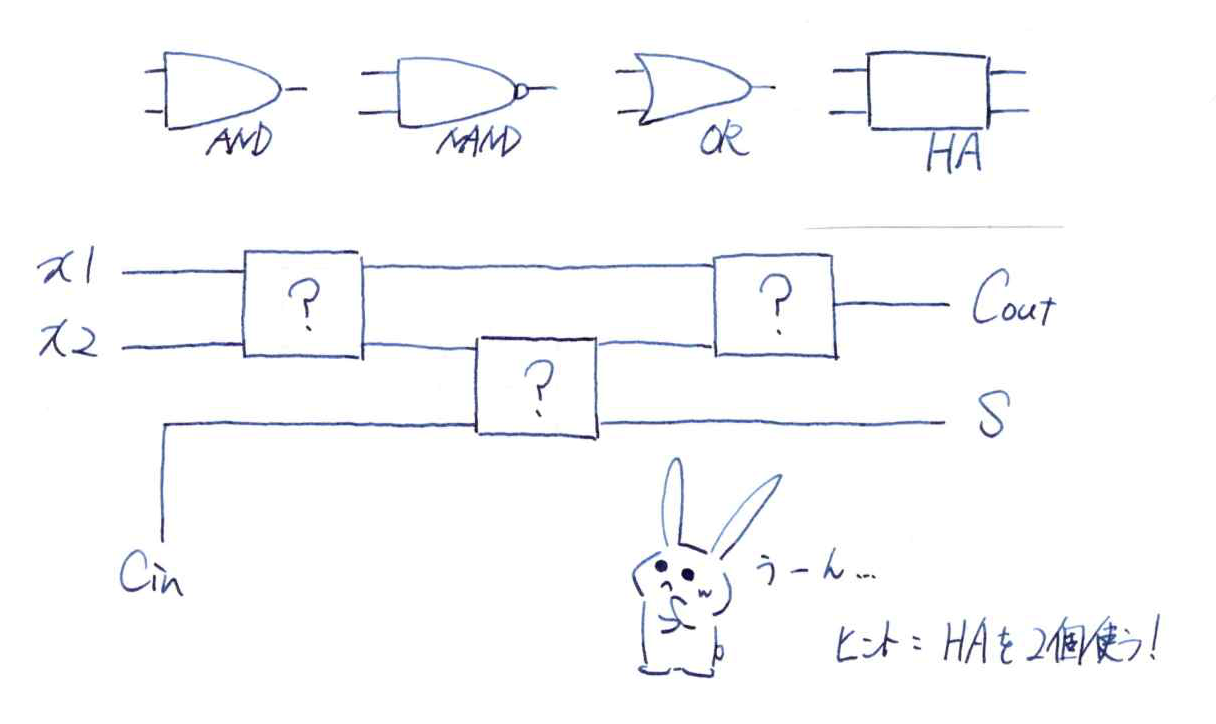 AND NAND OR HA
x1
x2
?
?
?
Cout
S
Cin
うーん…
ヒント：HAを2個使う！